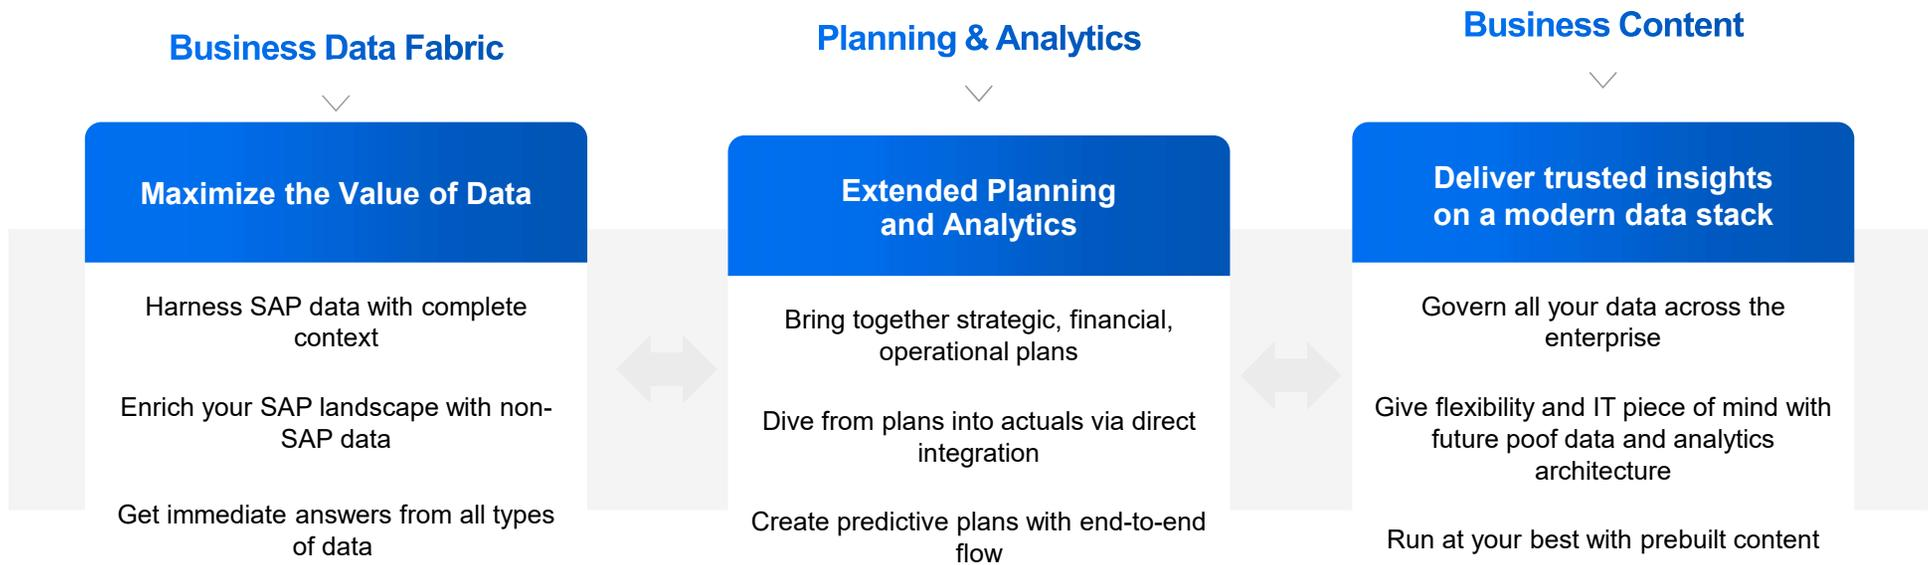 Business Data Fabric
Maximize the Value of Data
Harness SAP data with complete
context
Enrich your SAP landscape with non-
SAP data
Get immediate answers from all types
of data
Planning & Analytics
Extended Planning
and Analytics
Bring together strategic, financial,
operational plans
Dive from plans into actuals via direct
integration
Create predictive plans with end-to-end
flow
Business Content
Deliver trusted insights
on a modern data stack
Govern all your data across the
enterprise
Give flexibility and IT piece of mind with
future poof data and analytics
architecture
Run at your best with prebuilt content